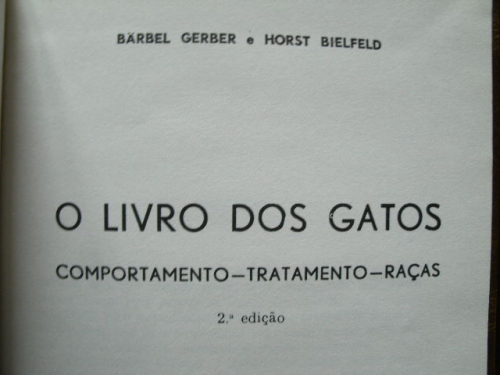 BÄRBEL GERBER e HORST BIELFELD
O LIVRO DOS GATOS
COMPORTAMENTO—TRATAMENTO—RAÇAS
2.ª edição